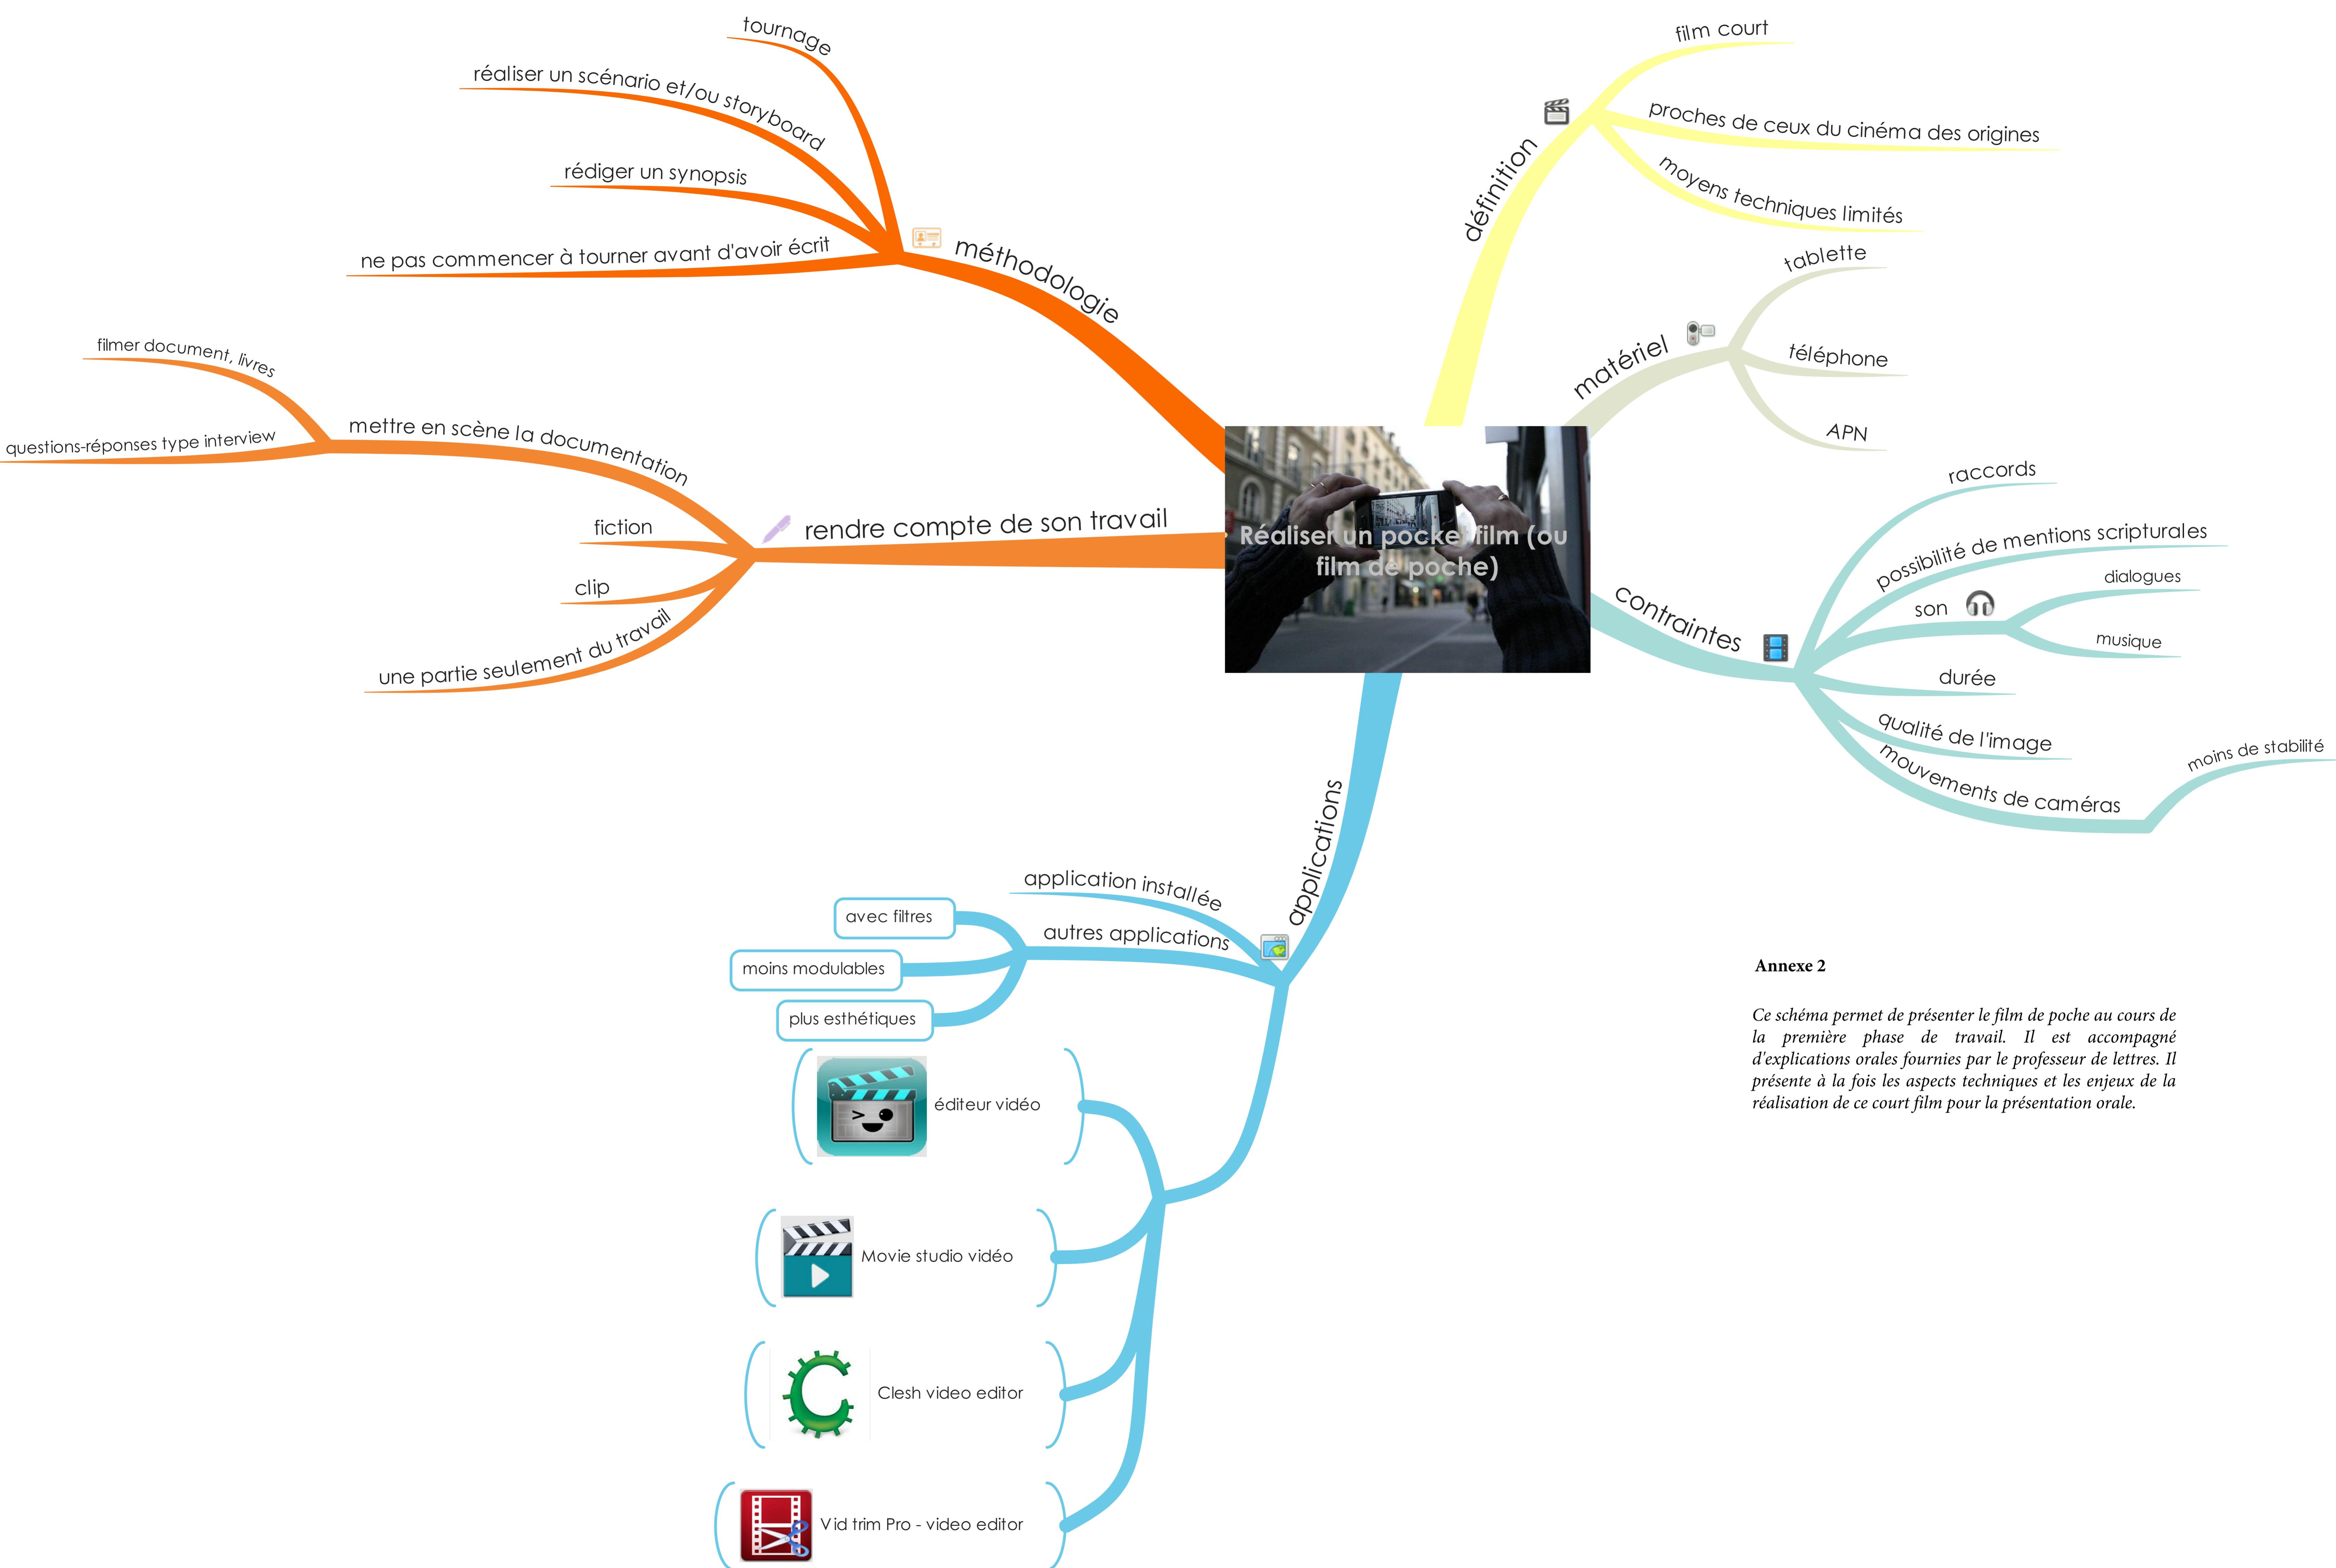 Réaliser un pocket film (ou
film de poche)
définition
film court
proches de ceux du cinéma des origines
moyens techniques limités
matériel
tablette
téléphone
APN
contraintes
raccords
possibilité de mentions scripturales
son
dialogues
musique
durée
qualité de l'image
mouvements de caméras
moins de stabilité
applications
application installée
autres applications
avec filtres
moins modulables
plus esthétiques
éditeur vidéo
Movie studio vidéo
Clesh video editor
Vid trim Pro - video editor
rendre compte de son travail
mettre en scène la documentation
filmer document, livres
questions-réponses type interview
fiction
clip
une partie seulement du travail
méthodologie
tournage
réaliser un scénario et/ou storyboard
rédiger un synopsis
ne pas commencer à tourner avant d'avoir écrit
Annexe 2
Ce schéma permet de présenter le film de poche au cours de
la première phase de travail. Il est accompagné
d'explications orales fournies par le professeur de lettres. Il
présente à la fois les aspects techniques et les enjeux de la
réalisation de ce court film pour la présentation orale.